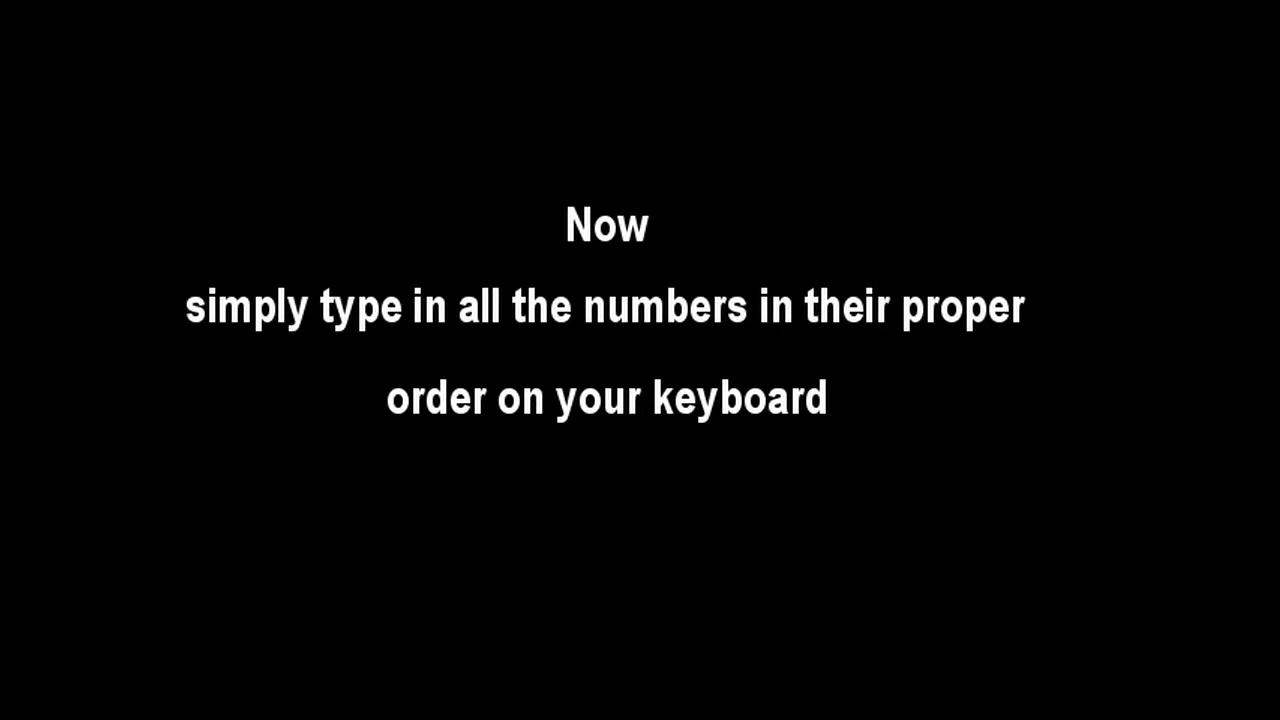 Now
simply type in all the numbers in their proper
order on your keyboard